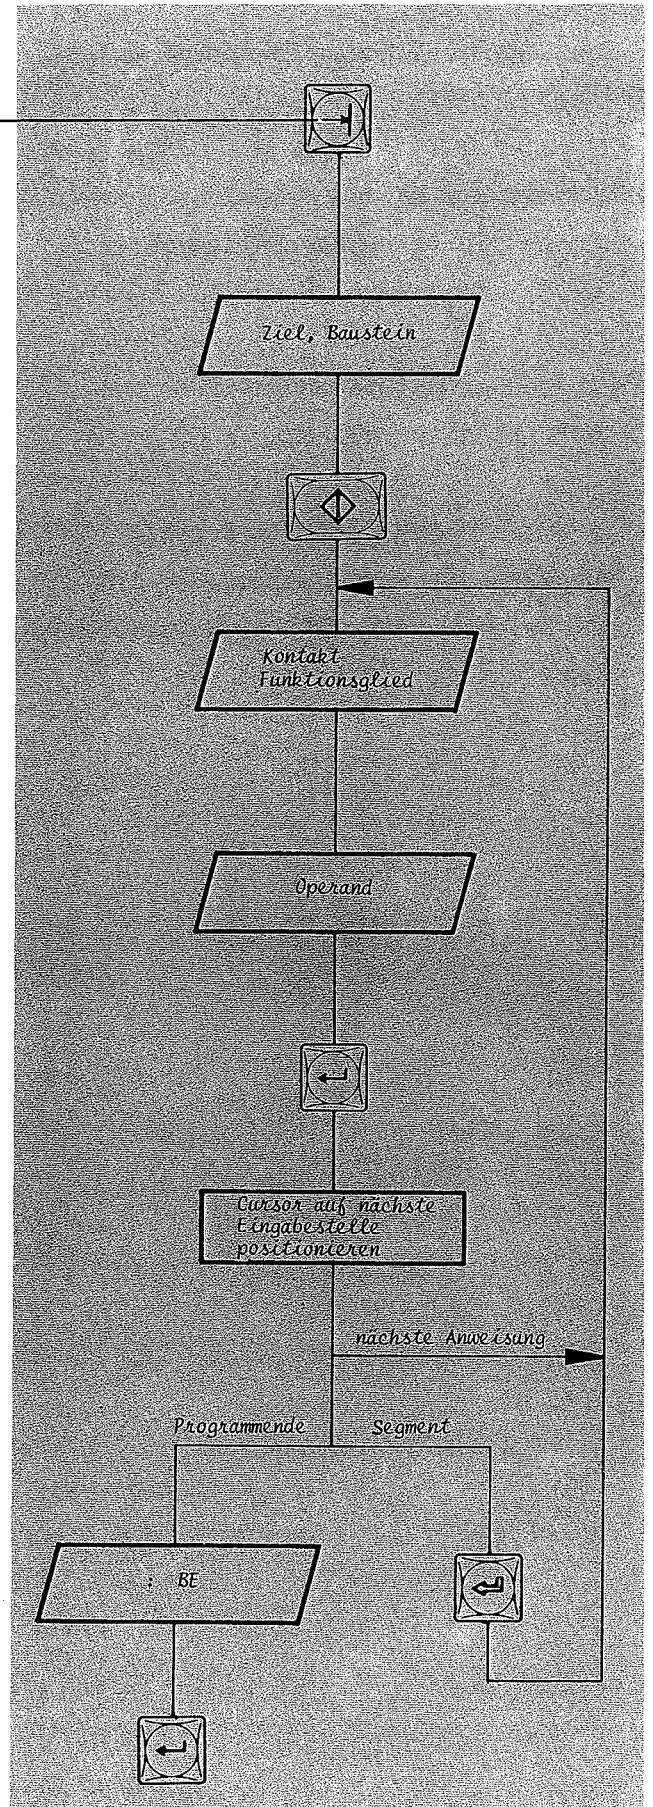 Ziel, Baustein
Kontakt
Funktionsglied
Operand
Cursor auf nächste
Eingabestelle
positionieren
nächste Anweisung
Programmende
Segment
: BE